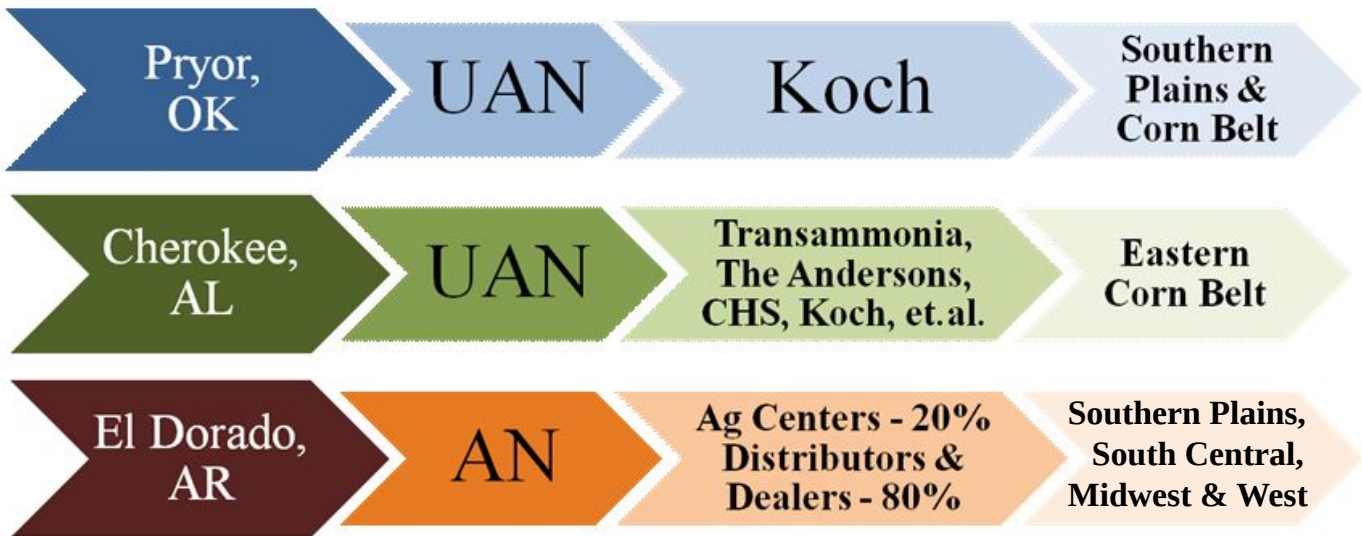 Pryor,
OK
UAN
Koch
Southern
Plains &
Corn Belt
Cherokee,
AL
UAN
Transammonia,
The Andersons,
CHS, Koch, et.al.
Eastern
Corn Belt
El Dorado,
AR
AN
Ag Centers - 20%
Distributors &
Dealers - 80%
Southern Plains,
South Central,
Midwest & West